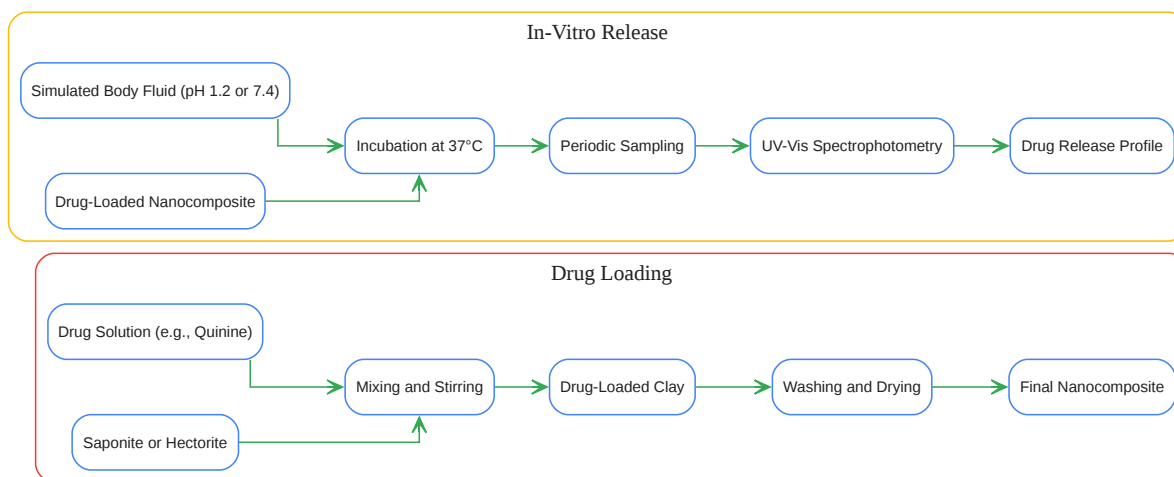 In-Vitro Release
Simulated Body Fluid (pH 1.2 or 7.4)
Incubation at 37°C
Periodic Sampling
UV-Vis Spectrophotometry
Drug Release Profile
Drug-Loaded Nanocomposite
Drug Loading
Drug Solution (e.g., Quinine)
Mixing and Stirring
Drug-Loaded Clay
Washing and Drying
Final Nanocomposite
Saponite or Hectorite